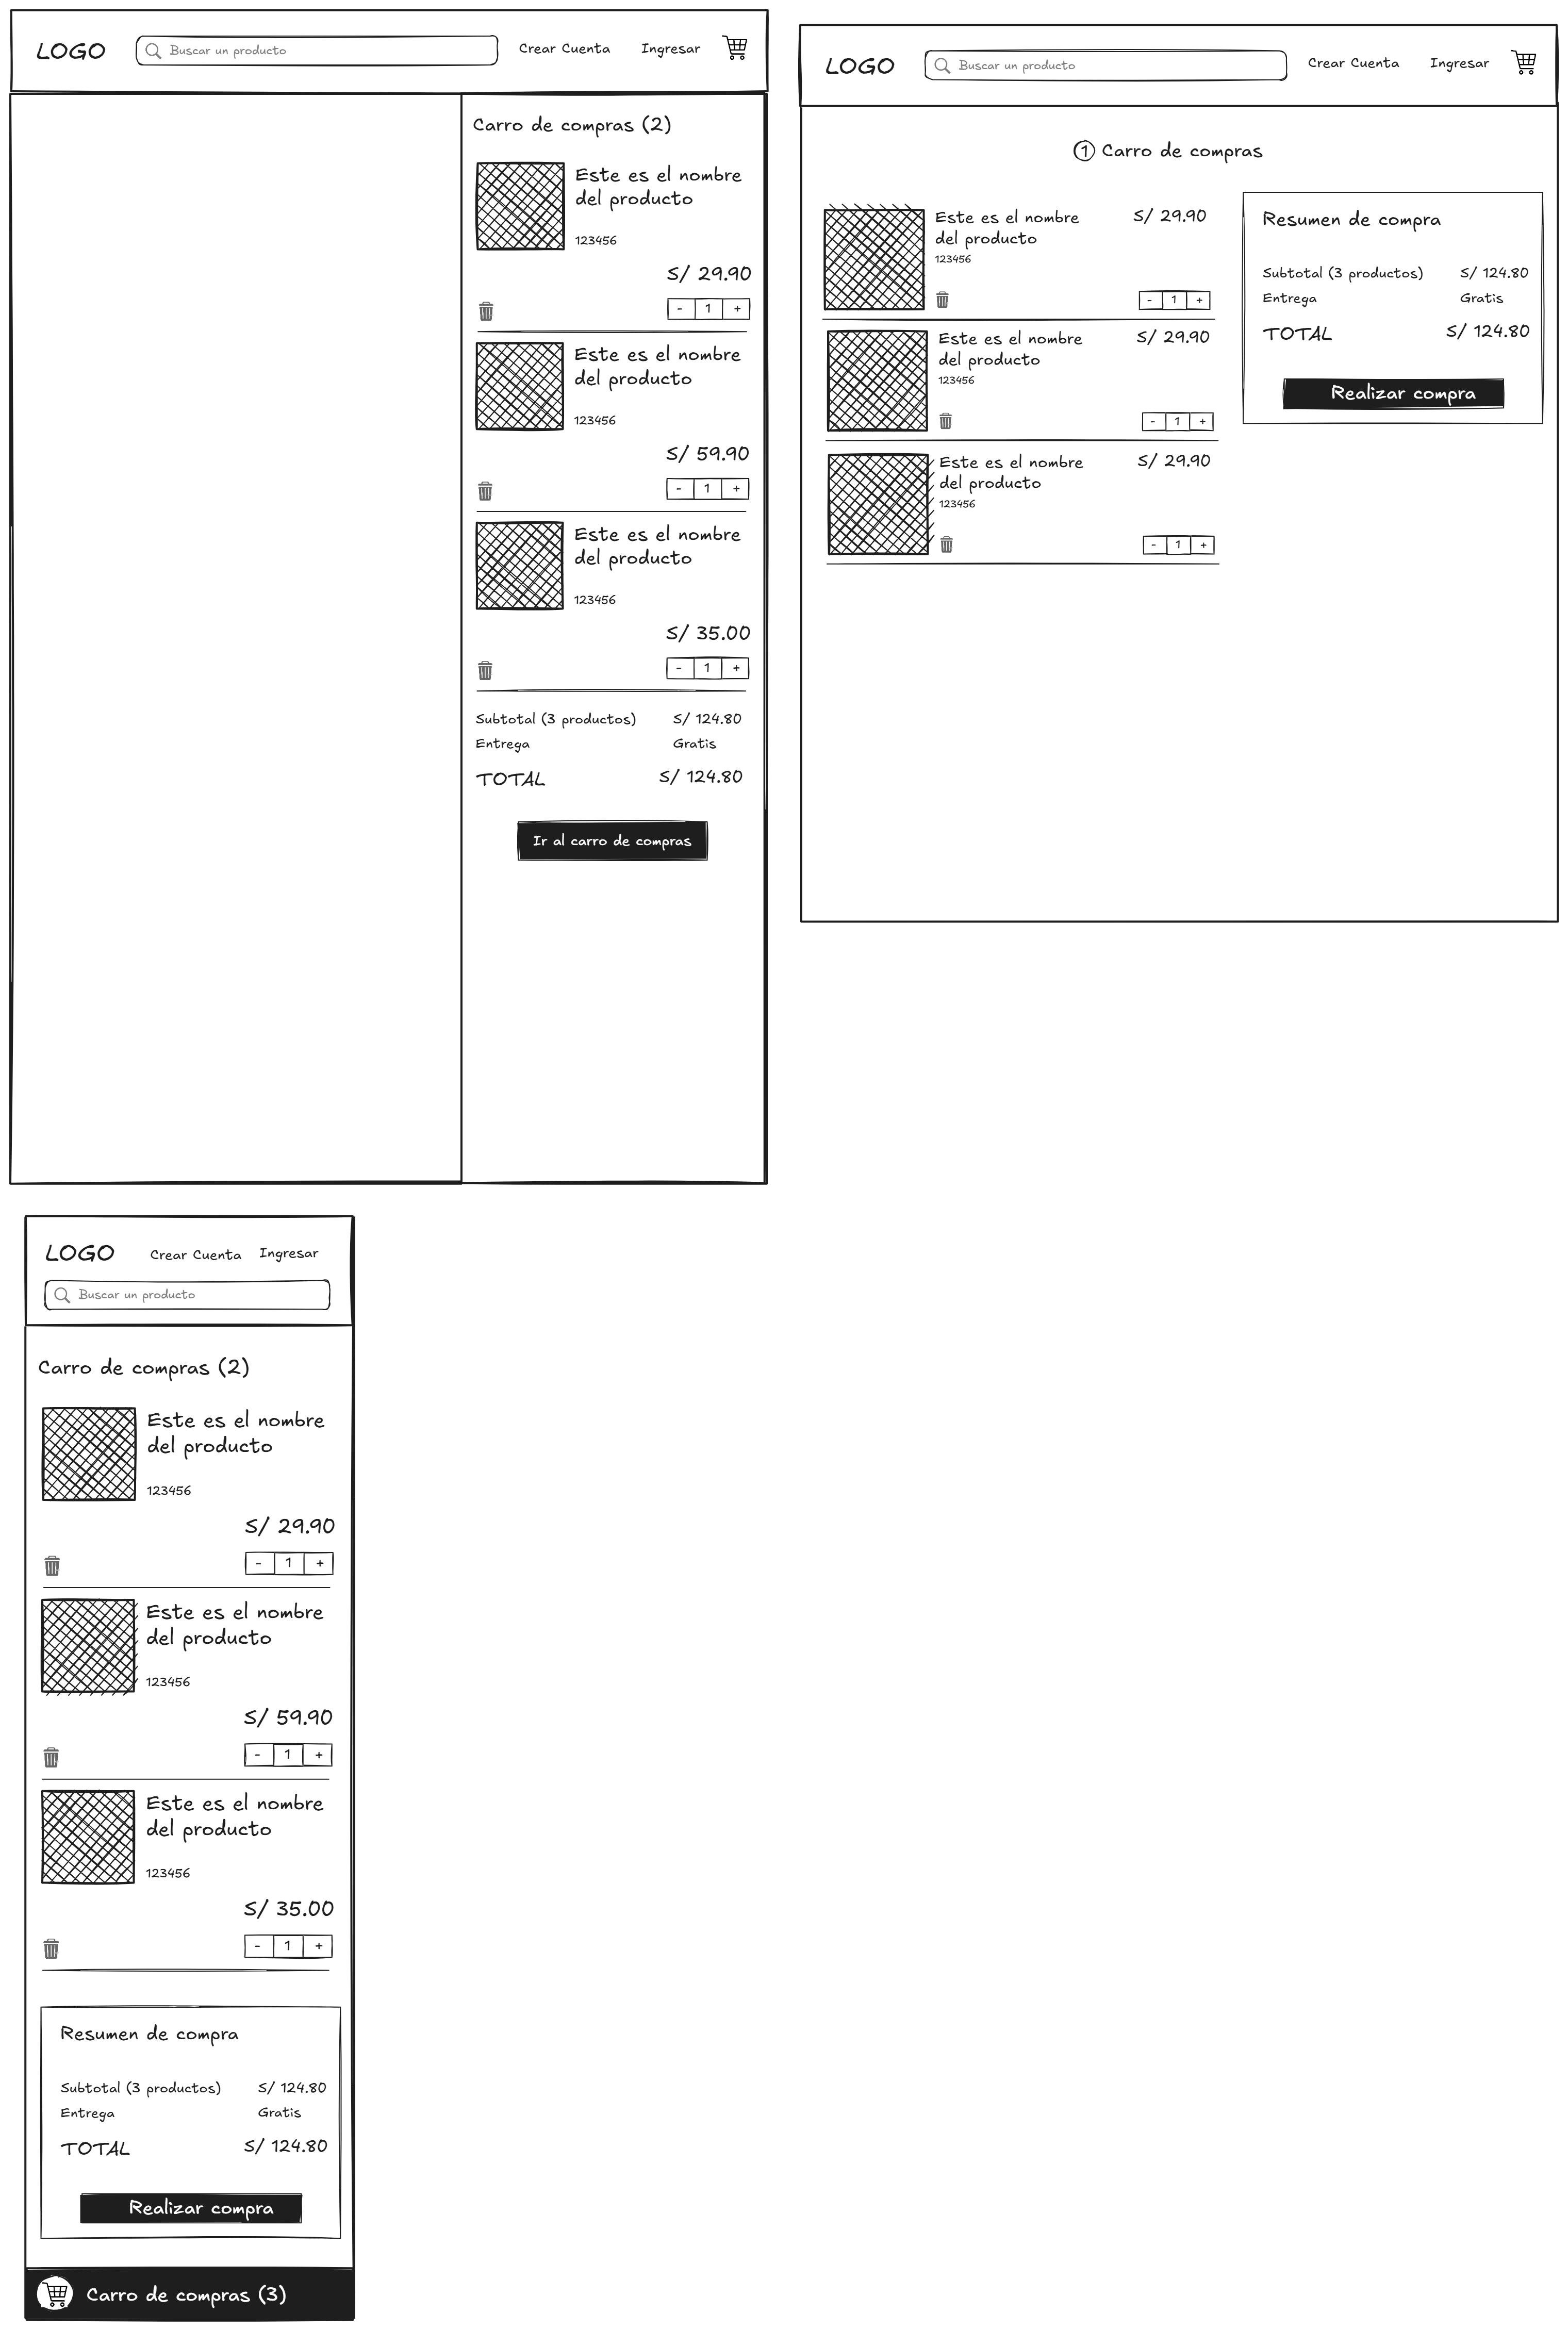 LOGO
Buscar un producto
Crear Cuenta
Ingresar
Carro de compras (2)
Este es el nombre
del producto
123456
S/ 29.90
- 1 +
Este es el nombre
del producto
123456
S/ 59.90
- 1 +
Este es el nombre
del producto
123456
S/ 35.00
- 1 +
Subtotal (3 productos) S/ 124.80
Entrega Gratis
TOTAL S/ 124.80
Ir al carro de compras
LOGO
Buscar un producto
Crear Cuenta
Ingresar
1 Carro de compras
Este es el nombre
del producto
123456
S/ 29.90
- 1 +
Este es el nombre
del producto
123456
S/ 29.90
- 1 +
Este es el nombre
del producto
123456
S/ 29.90
- 1 +
Resumen de compra
Subtotal (3 productos) S/ 124.80
Entrega Gratis
TOTAL S/ 124.80
Realizar compra
LOGO
Crear Cuenta
Ingresar
Buscar un producto
Carro de compras (2)
Este es el nombre
del producto
123456
S/ 29.90
- 1 +
Este es el nombre
del producto
123456
S/ 59.90
- 1 +
Este es el nombre
del producto
123456
S/ 35.00
- 1 +
Resumen de compra
Subtotal (3 productos) S/ 124.80
Entrega Gratis
TOTAL S/ 124.80
Realizar compra
Carro de compras (3)